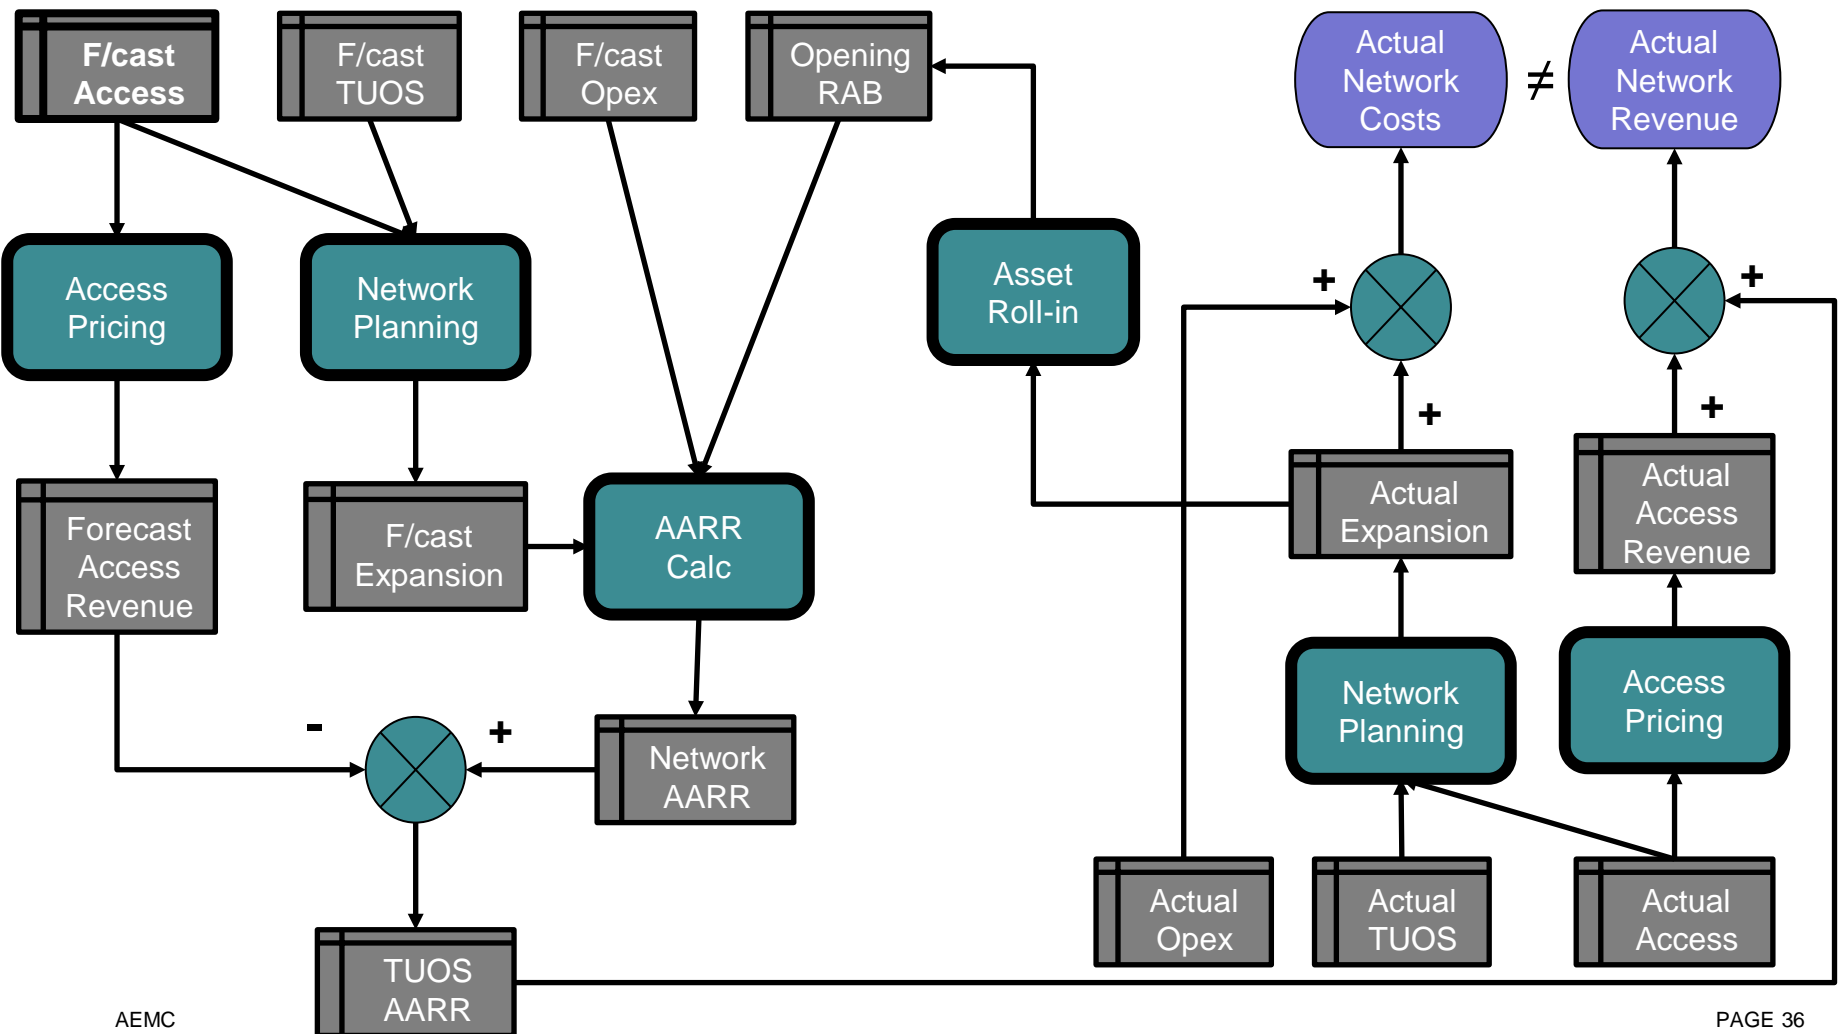 F/cast
Access
F/cast
TUOS
F/cast
Opex
Opening
RAB
Actual
Network
Costs
≠
Actual
Network
Revenue
Access
Pricing
Network
Planning
Asset
Roll-in
+
+
Forecast
Access
Revenue
F/cast
Expansion
AARR
Calc
+
+
Actual
Expansion
Actual
Access
Revenue
-
+
Network
AARR
Network
Planning
Access
Pricing
Actual
Opex
Actual
TUOS
Actual
Access
TUOS
AARR
AEMC
PAGE 36